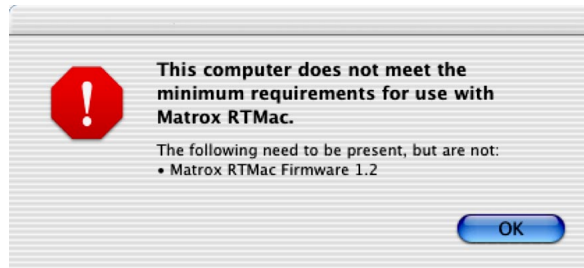 This computer does not meet the
minimum requirements for use with
Matrox RTMac.
The following need to be present, but are not:
• Matrox RTMac Firmware 1.2
OK